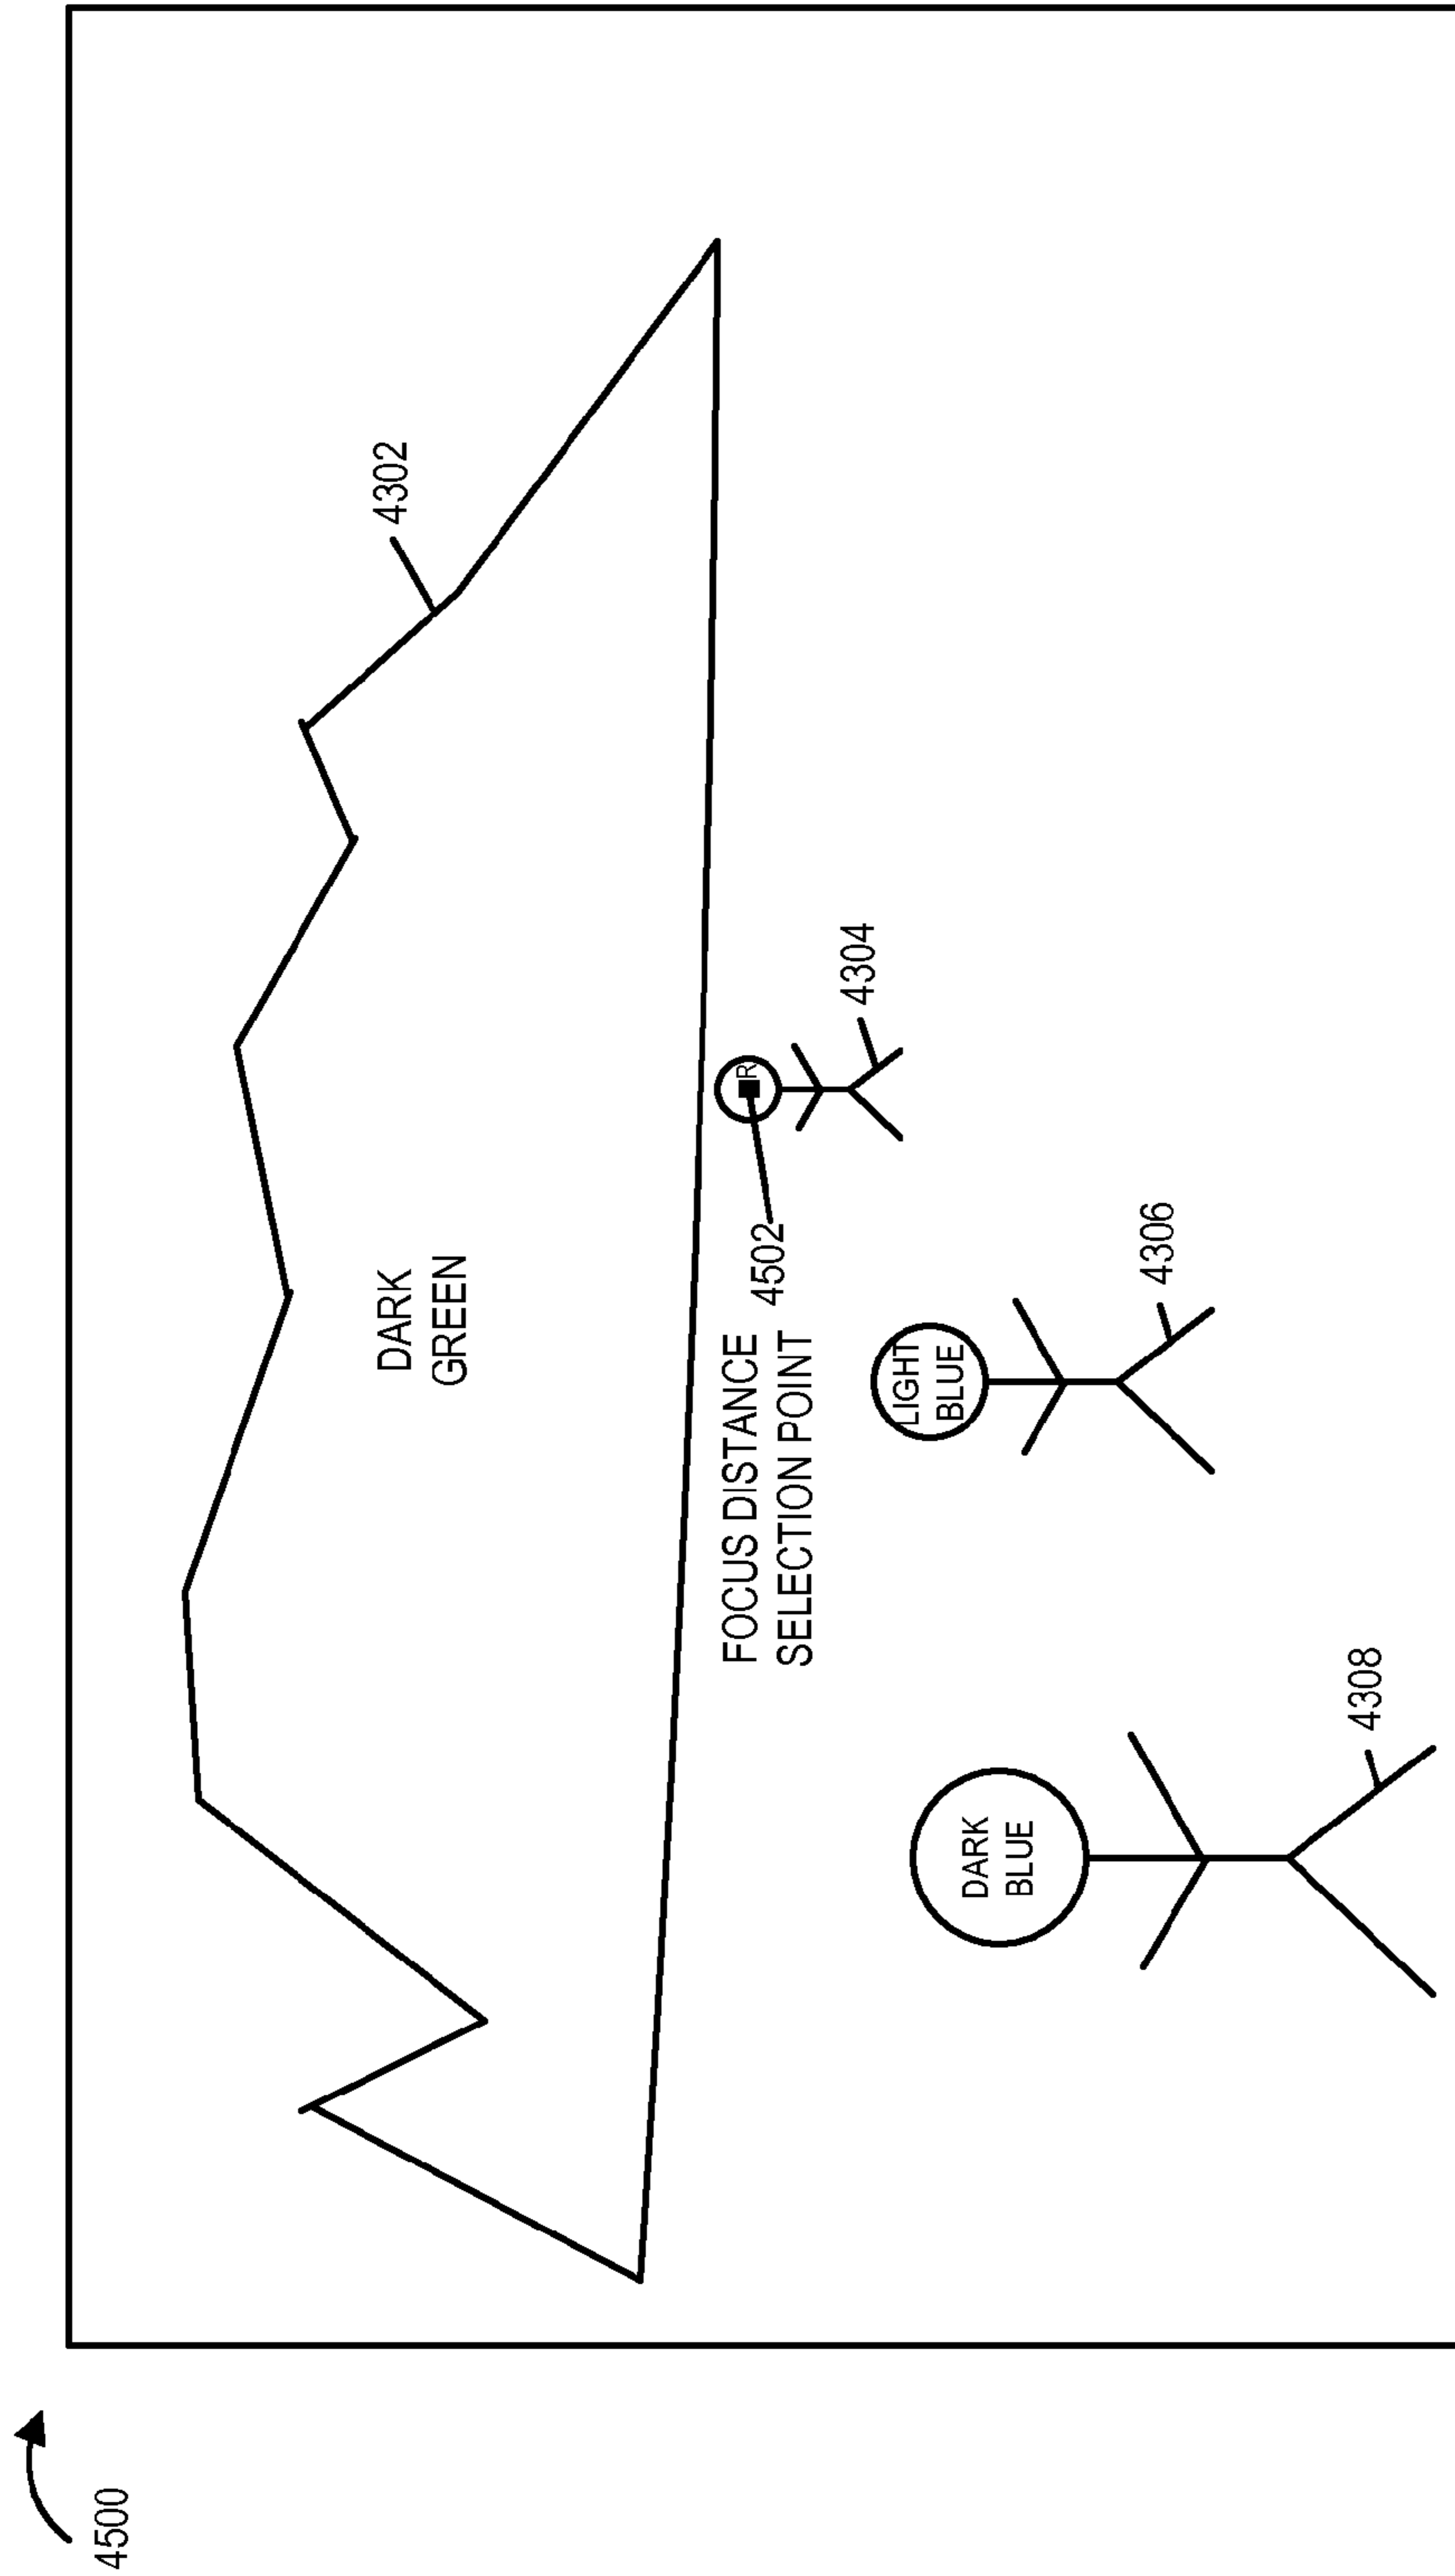 4500
DARK
GREEN
4302
FOCUS DISTANCE
SELECTION POINT
4502
R
4304
LIGHT
BLUE
4306
DARK
BLUE
4308